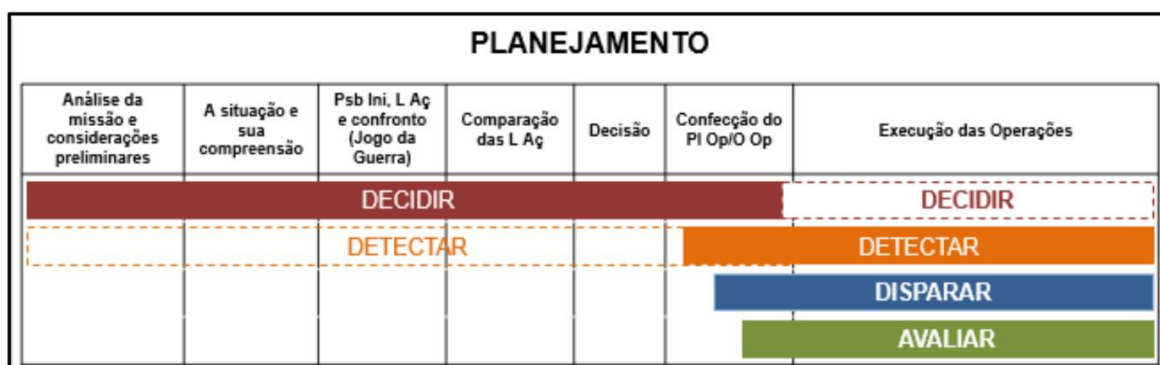 PLANEJAMENTO
Análise da
missão e
considerações
preliminares
A situação e
sua
compreensão
Psb Ini, L Aç
e confronto
(Jogo da
Guerra)
Comparação
das L Aç
Decisão
Confecção do
Pl Op/O Op
Execução das Operações
DECIDIR
DECIDIR
DETECTAR
DETECTAR
DISPARAR
AVALIAR